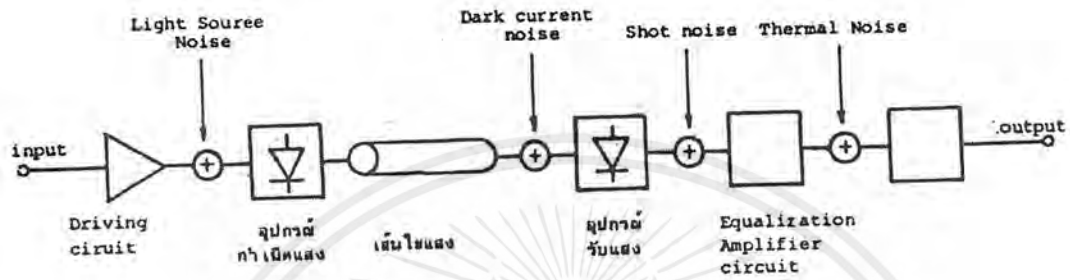 Light Souree
Noise
Dark current
noise
Shot noise
Thermal Noise
input
output
Driving
ciruit
อุปกรณ์
กำเนิดแสง
เส้นใยแสง
อุปกรณ์
รับแสง
Equalization
Amplifier
circuit